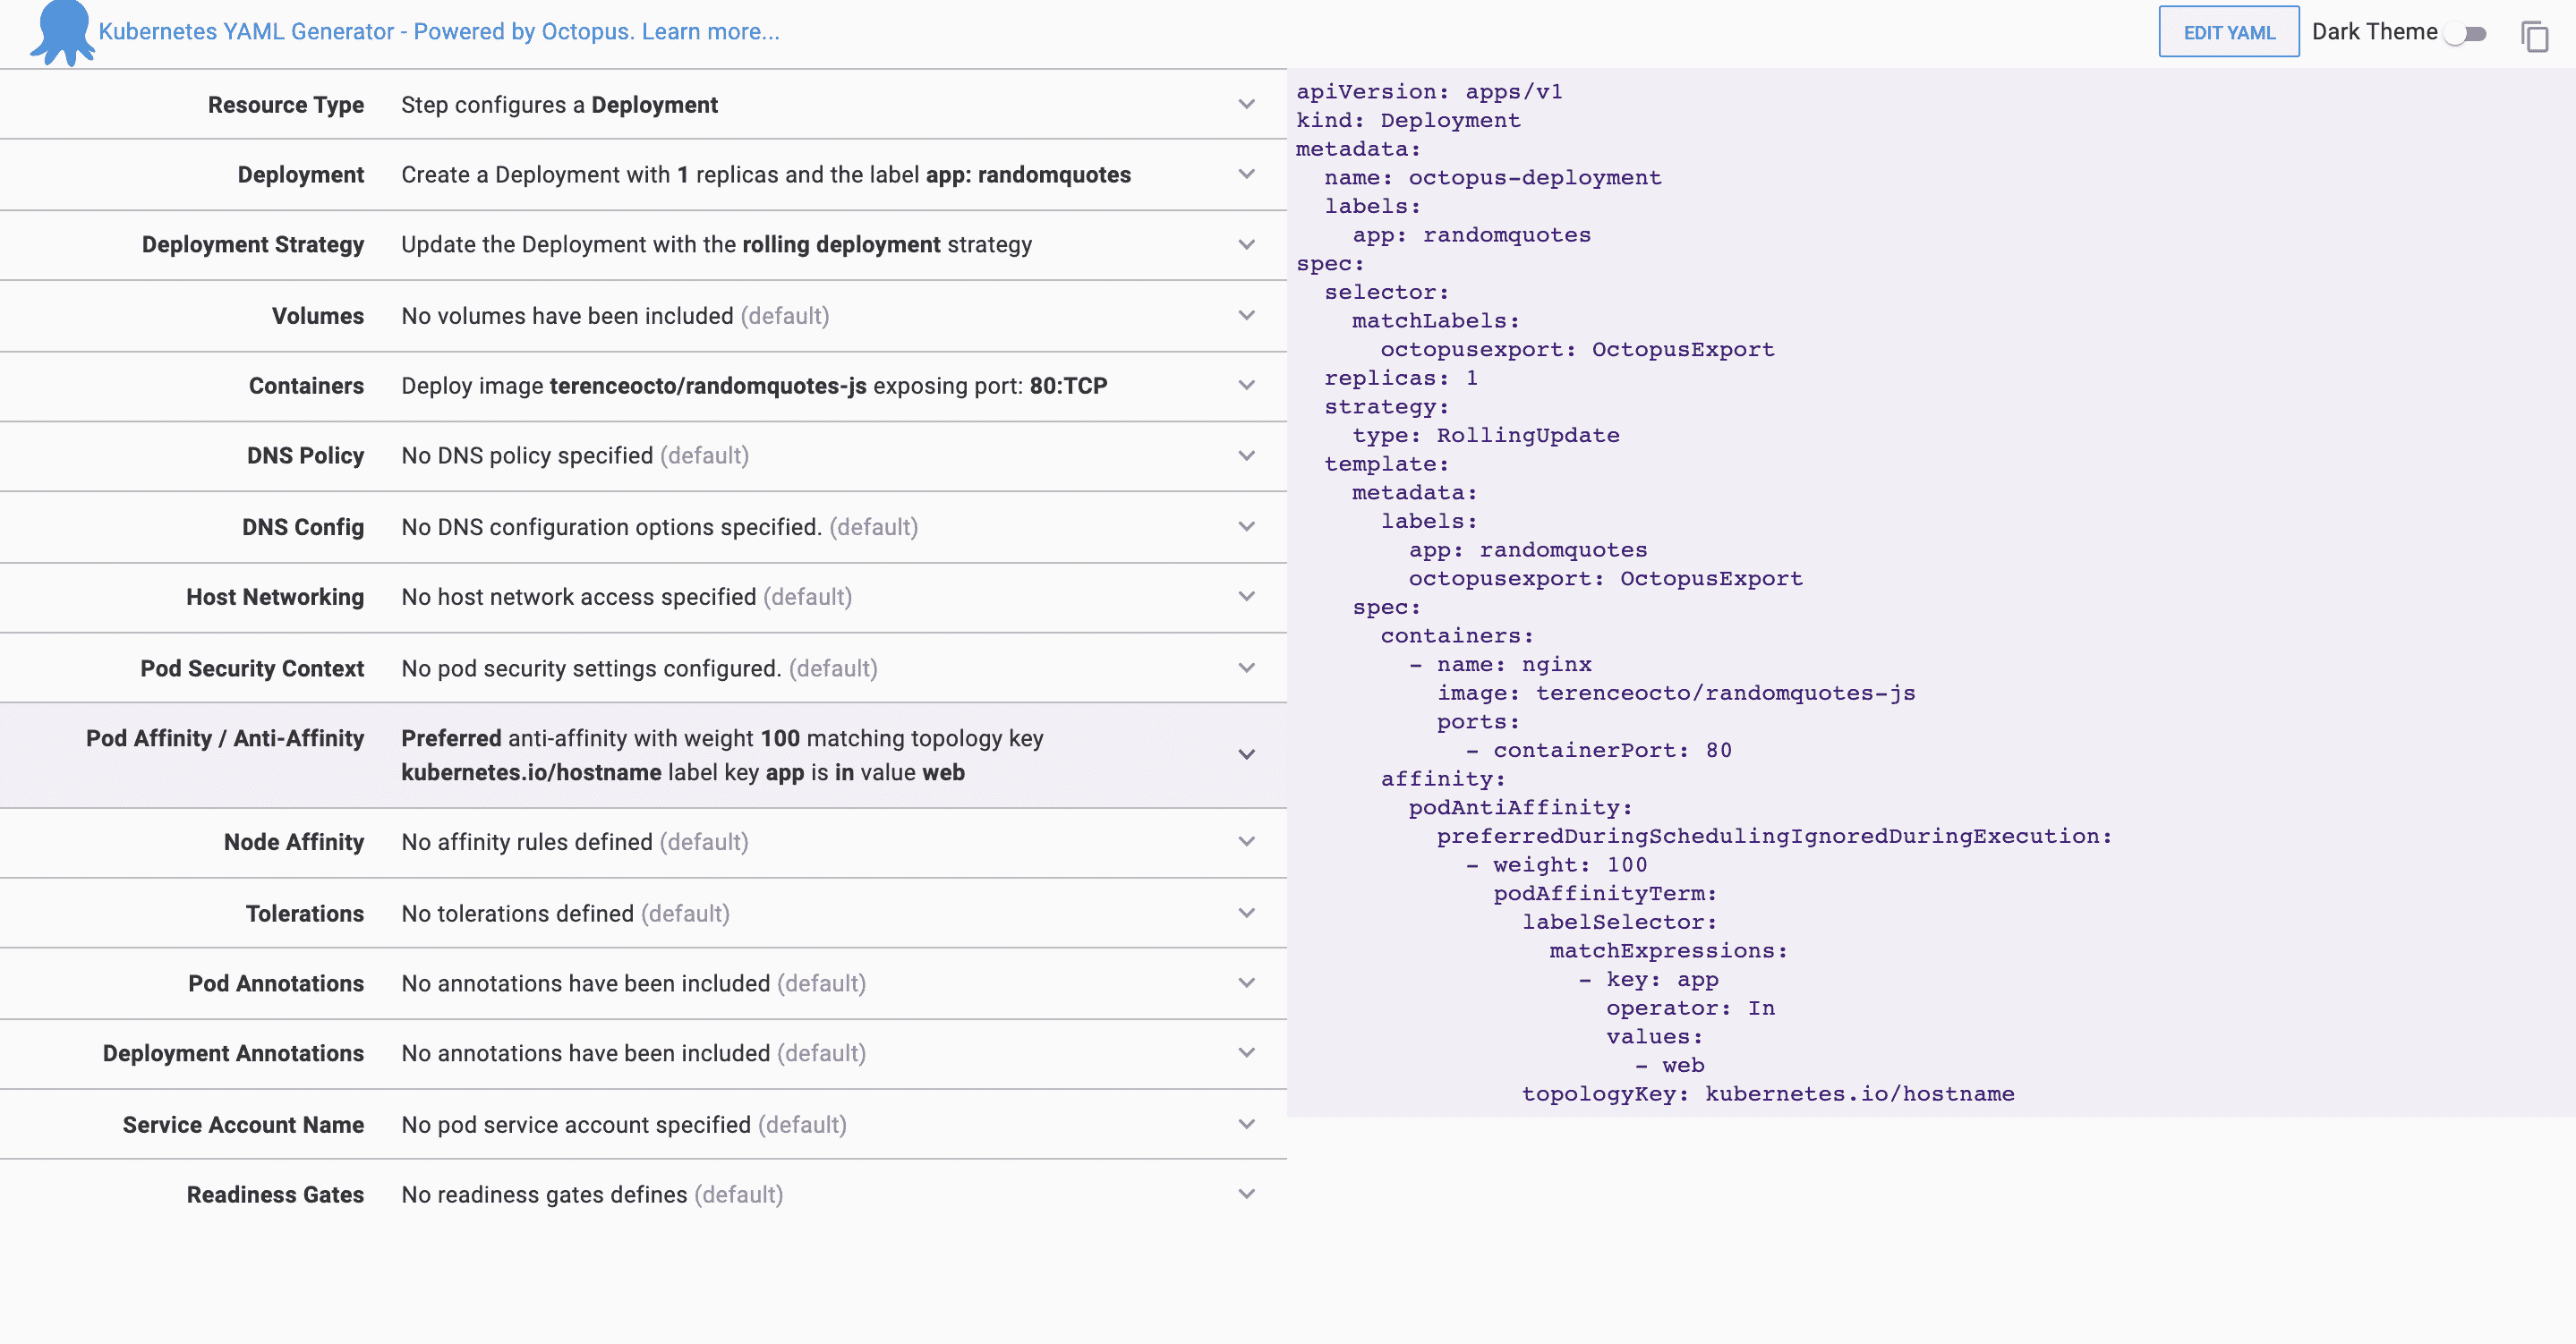 Kubernetes YAML Generator - Powered by Octopus. Learn more...
EDIT YAML
Dark Theme
Resource Type Step configures a Deployment
Deployment Create a Deployment with 1 replicas and the label app: randomquotes
Deployment Strategy Update the Deployment with the rolling deployment strategy
Volumes No volumes have been included (default)
Containers Deploy image terenceocto/randomquotes-js exposing port: 80:TCP
DNS Policy No DNS policy specified (default)
DNS Config No DNS configuration options specified. (default)
Host Networking No host network access specified (default)
Pod Security Context No pod security settings configured. (default)
Pod Affinity / Anti-Affinity Preferred anti-affinity with weight 100 matching topology key
kubernetes.io/hostname label key app is in value web
Node Affinity No affinity rules defined (default)
Tolerations No tolerations defined (default)
Pod Annotations No annotations have been included (default)
Deployment Annotations No annotations have been included (default)
Service Account Name No pod service account specified (default)
Readiness Gates No readiness gates defines (default)
apiVersion: apps/v1
kind: Deployment
metadata:
  name: octopus-deployment
  labels:
    app: randomquotes
spec:
  selector:
    matchLabels:
      octopusexport: OctopusExport
  replicas: 1
  strategy:
    type: RollingUpdate
  template:
    metadata:
      labels:
        app: randomquotes
        octopusexport: OctopusExport
    spec:
      containers:
        - name: nginx
          image: terenceocto/randomquotes-js
          ports:
            - containerPort: 80
      affinity:
        podAntiAffinity:
          preferredDuringSchedulingIgnoredDuringExecution:
            - weight: 100
              podAffinityTerm:
                labelSelector:
                  matchExpressions:
                    - key: app
                      operator: In
                      values:
                        - web
                topologyKey: kubernetes.io/hostname